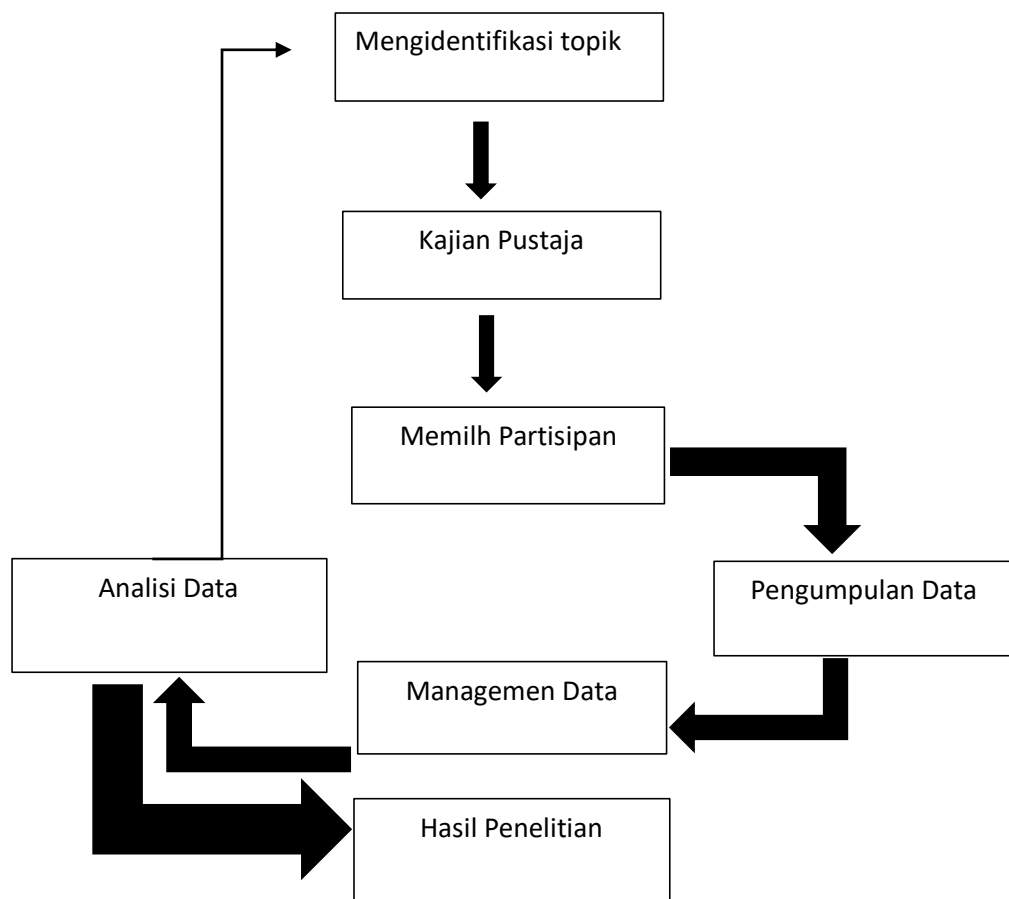 Mengidentifikasi topik
Kajian Pustaja
Memilh Partisipan
Analisi Data
Pengumpulan Data
Managemen Data
Hasil Penelitian